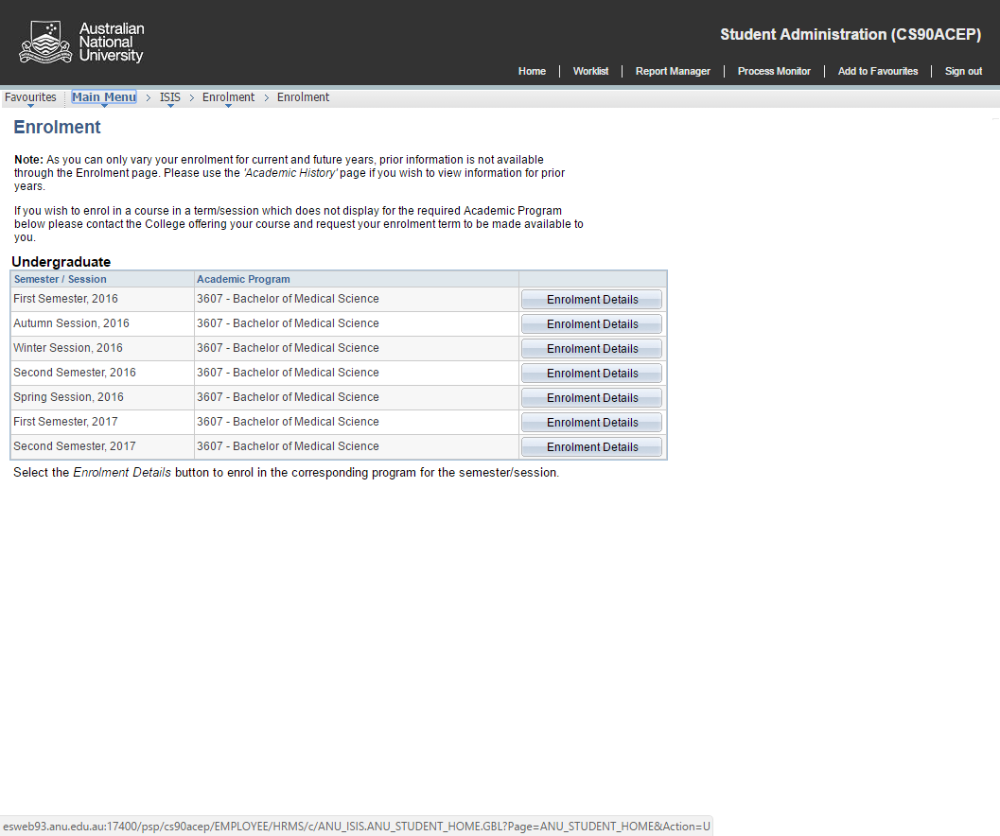 Australian
National
University
Student Administration (CS90ACEP)
Home Worklist Report Manager Process Monitor Add to Favourites Sign out
Favourites Main Menu > ISIS > Enrolment > Enrolment
Enrolment
Note: As you can only vary your enrolment for current and future years, prior information is not available
through the Enrolment page. Please use the 'Academic History' page if you wish to view information for prior
years.
If you wish to enrol in a course in a term/session which does not display for the required Academic Program
below please contact the College offering your course and request your enrolment term to be made available to
you.
Undergraduate
Semester / Session Academic Program
First Semester, 2016 3607 - Bachelor of Medical Science Enrolment Details
Autumn Session, 2016 3607 - Bachelor of Medical Science Enrolment Details
Winter Session, 2016 3607 - Bachelor of Medical Science Enrolment Details
Second Semester, 2016 3607 - Bachelor of Medical Science Enrolment Details
Spring Session, 2016 3607 - Bachelor of Medical Science Enrolment Details
First Semester, 2017 3607 - Bachelor of Medical Science Enrolment Details
Second Semester, 2017 3607 - Bachelor of Medical Science Enrolment Details
Select the Enrolment Details button to enrol in the corresponding program for the semester/session.
esweb93.anu.edu.au:17400/psp/cs90acep/EMPLOYEE/HRMS/c/ANU_ISIS.ANU_STUDENT_HOME.GBL?Page=ANU_STUDENT_HOME&Action=U